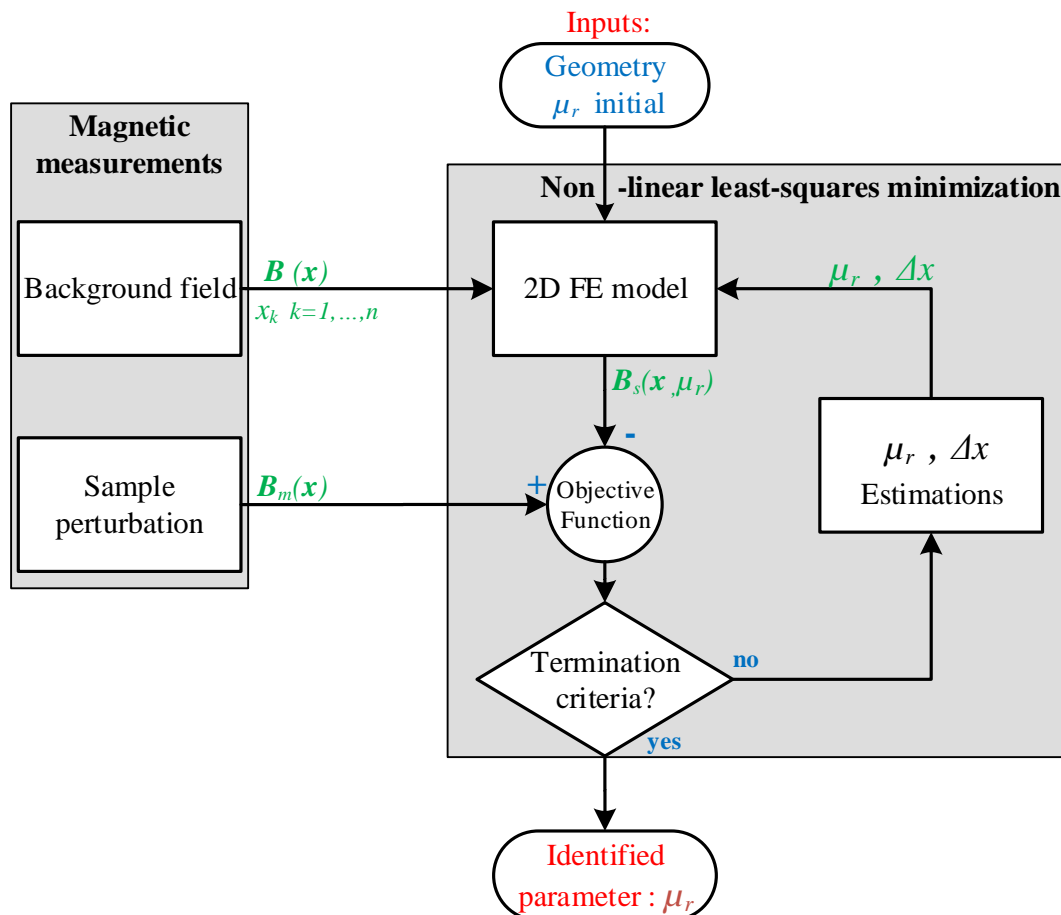 Inputs:
Geometry
μr initial
Magnetic
measurements
Non -linear least-squares minimization
Background field
B (x)
xk k=1,...,n
2D FE model
μr , Δx
Bs(x ,μr)
-
Sample
perturbation
Bm(x)
+
Objective
Function
μr , Δx
Estimations
Termination
criteria?
no
yes
Identified
parameter : μr